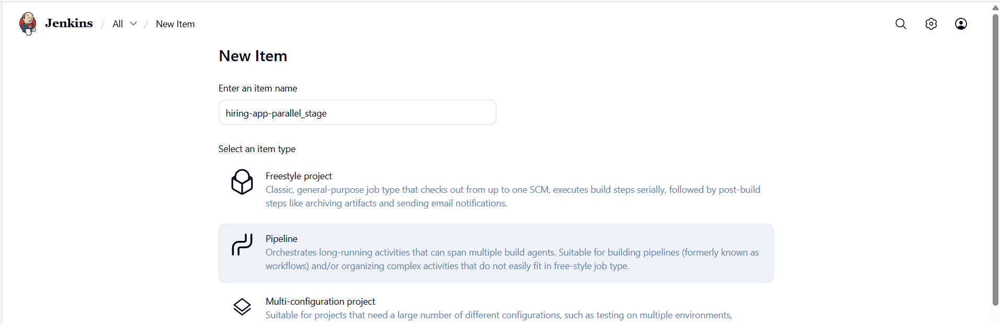 Jenkins / All / New Item
New Item
Enter an item name
hiring-app-parallel_stage
Select an item type
Freestyle project
Classic, general-purpose job type that checks out from up to one SCM, executes build steps serially, followed by post-build
steps like archiving artifacts and sending email notifications.
Pipeline
Orchestrates long-running activities that can span multiple build agents. Suitable for building pipelines (formerly known as
workflows) and/or organizing complex activities that do not easily fit in free-style job type.
Multi-configuration project
Suitable for projects that need a large number of different configurations, such as testing on multiple environments,